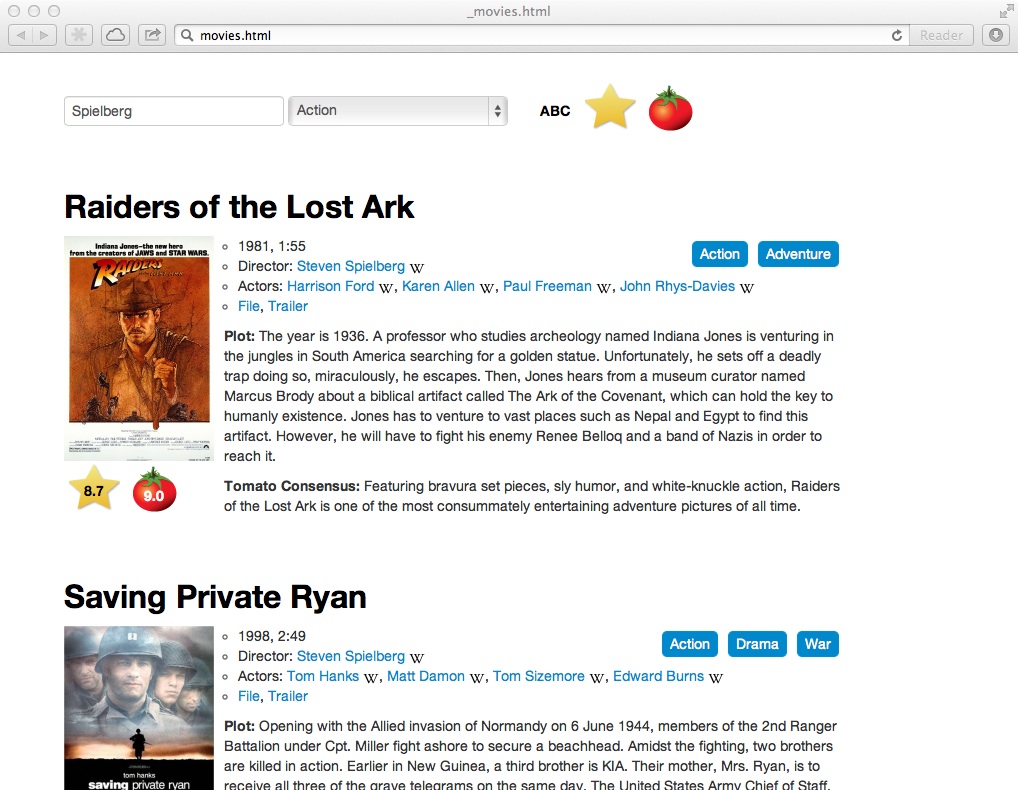 _movies.html
movies.html
Reader
Spielberg
Action
ABC
Raiders of the Lost Ark
Indiana Jones-the new hero
from the creators of JAWS and STAR WARS.
RAIDERS
OF THE LOST ARK
1981, 1:55
Action Adventure
Director: Steven Spielberg W
Actors: Harrison Ford W, Karen Allen W, Paul Freeman W, John Rhys-Davies W
File, Trailer
Plot: The year is 1936. A professor who studies archeology named Indiana Jones is venturing in
the jungles in South America searching for a golden statue. Unfortunately, he sets off a deadly
trap doing so, miraculously, he escapes. Then, Jones hears from a museum curator named
Marcus Brody about a biblical artifact called The Ark of the Covenant, which can hold the key to
humanly existence. Jones has to venture to vast places such as Nepal and Egypt to find this
artifact. However, he will have to fight his enemy Renee Belloq and a band of Nazis in order to
reach it.
8.7
9.0
Tomato Consensus: Featuring bravura set pieces, sly humor, and white-knuckle action, Raiders
of the Lost Ark is one of the most consummately entertaining adventure pictures of all time.
Saving Private Ryan
1998, 2:49
Action Drama War
Director: Steven Spielberg W
Actors: Tom Hanks W, Matt Damon W, Tom Sizemore W, Edward Burns W
File, Trailer
Plot: Opening with the Allied invasion of Normandy on 6 June 1944, members of the 2nd Ranger
Battalion under Cpt. Miller fight ashore to secure a beachhead. Amidst the fighting, two brothers
are killed in action. Earlier in New Guinea, a third brother is KIA. Their mother, Mrs. Ryan, is to
receive all three of the grave telegrams on the same day. The United States Army Chief of Staff,
tom hanks
saving private ryan